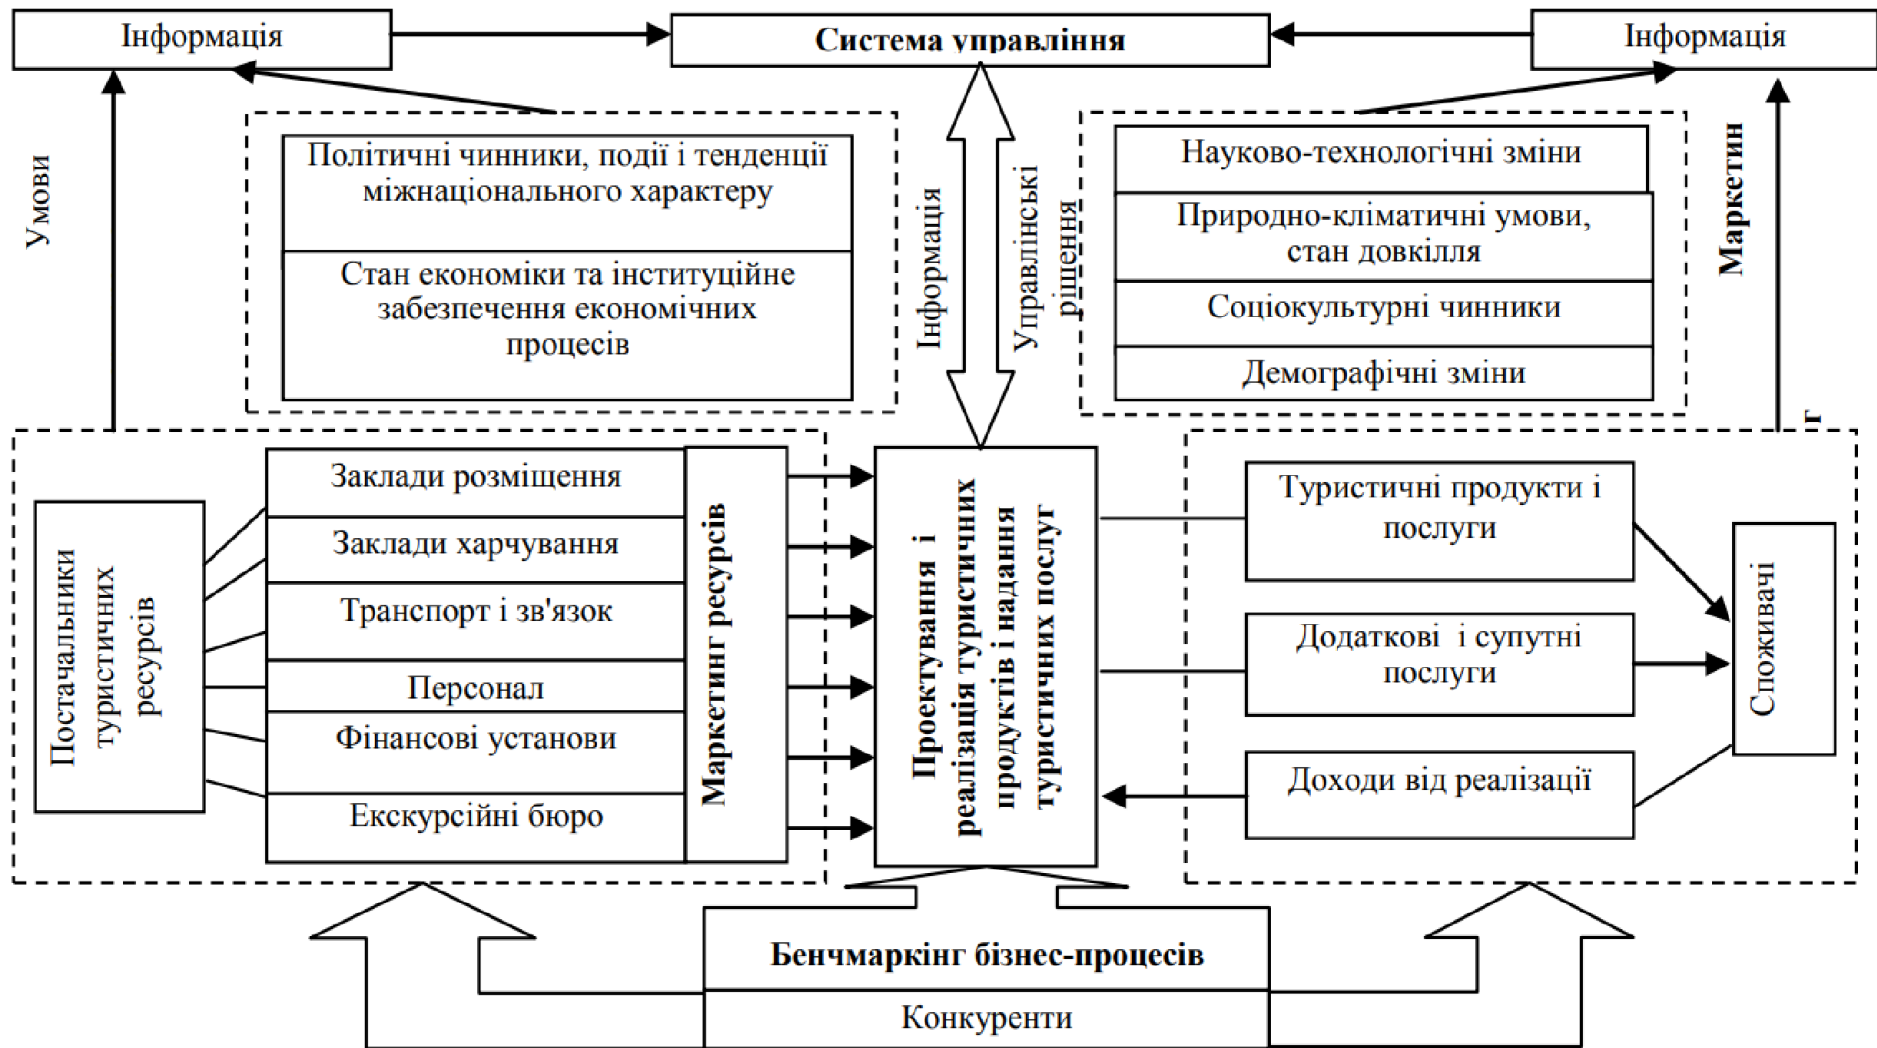 Інформація
Система управління
Інформація
Умови
Політичні чинники, події і тенденції
міжнаціонального характеру
Стан економіки та інституційне
забезпечення економічних
процесів
Інформація
Управлінські
рішення
Науково-технологічні зміни
Природно-кліматичні умови,
стан довкілля
Соціокультурні чинники
Демографічні зміни
Маркетин
г
Постачальники
туристичних
ресурсів
Заклади розміщення
Заклади харчування
Транспорт і зв'язок
Персонал
Фінансові установи
Екскурсійні бюро
Маркетинг ресурсів
Проектування і
реалізація туристичних
продуктів і надання
туристичних послуг
Туристичні продукти і
послуги
Додаткові і супутні
послуги
Доходи від реалізації
Споживачі
Бенчмаркінг бізнес-процесів
Конкуренти